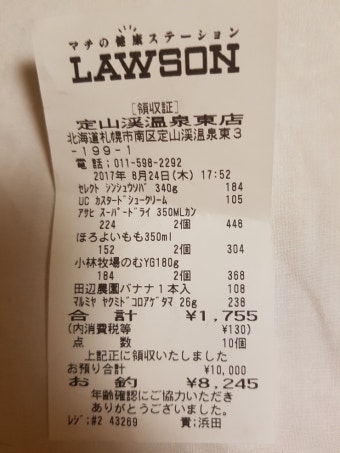 マチの健康ステーション
LAWSON
[領収証]
定山渓温泉東店
北海道札幌市南区定山渓温泉東3
-199-1
電話;011-598-2292
2017年 8月24日(木) 17:52
セレクト シンシュウソバ 340g 184
UC カスタードシュークリーム 105
アサヒ スーパードライ 350MLカン
224 2個 448
ほろよいもも350ml
152 2個 304
小林牧場のむYG180g
184 2個 368
田辺農園バナナ1本入 108
マルミヤ ヤクミドコロアゲタマ 26g 238
合 計 ¥1,755
(内消費税等 ¥130)
点 数 10個
上記正に領収いたしました
お預り合計 ¥10,000
お 釣 ¥8,245
年齢確認にご協力いただき
ありがとうございました。
レジ;#2 43269 責;浜田